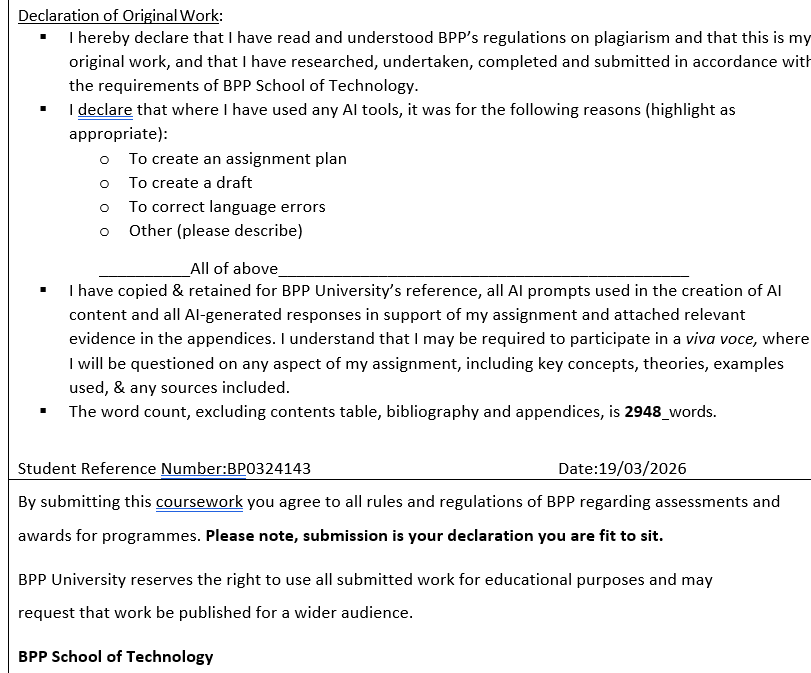 Declaration of Original Work:
▪ I hereby declare that I have read and understood BPP’s regulations on plagiarism and that this is my
original work, and that I have researched, undertaken, completed and submitted in accordance with
the requirements of BPP School of Technology.
▪ I declare that where I have used any AI tools, it was for the following reasons (highlight as
appropriate):
o To create an assignment plan
o To create a draft
o To correct language errors
o Other (please describe)
__________All of above______________________________________________
▪ I have copied & retained for BPP University’s reference, all AI prompts used in the creation of AI
content and all AI-generated responses in support of my assignment and attached relevant
evidence in the appendices. I understand that I may be required to participate in a viva voce, where
I will be questioned on any aspect of my assignment, including key concepts, theories, examples
used, & any sources included.
▪ The word count, excluding contents table, bibliography and appendices, is 2948_words.
Student Reference Number:BP0324143 Date:19/03/2026
By submitting this coursework you agree to all rules and regulations of BPP regarding assessments and
awards for programmes. Please note, submission is your declaration you are fit to sit.
BPP University reserves the right to use all submitted work for educational purposes and may
request that work be published for a wider audience.
BPP School of Technology